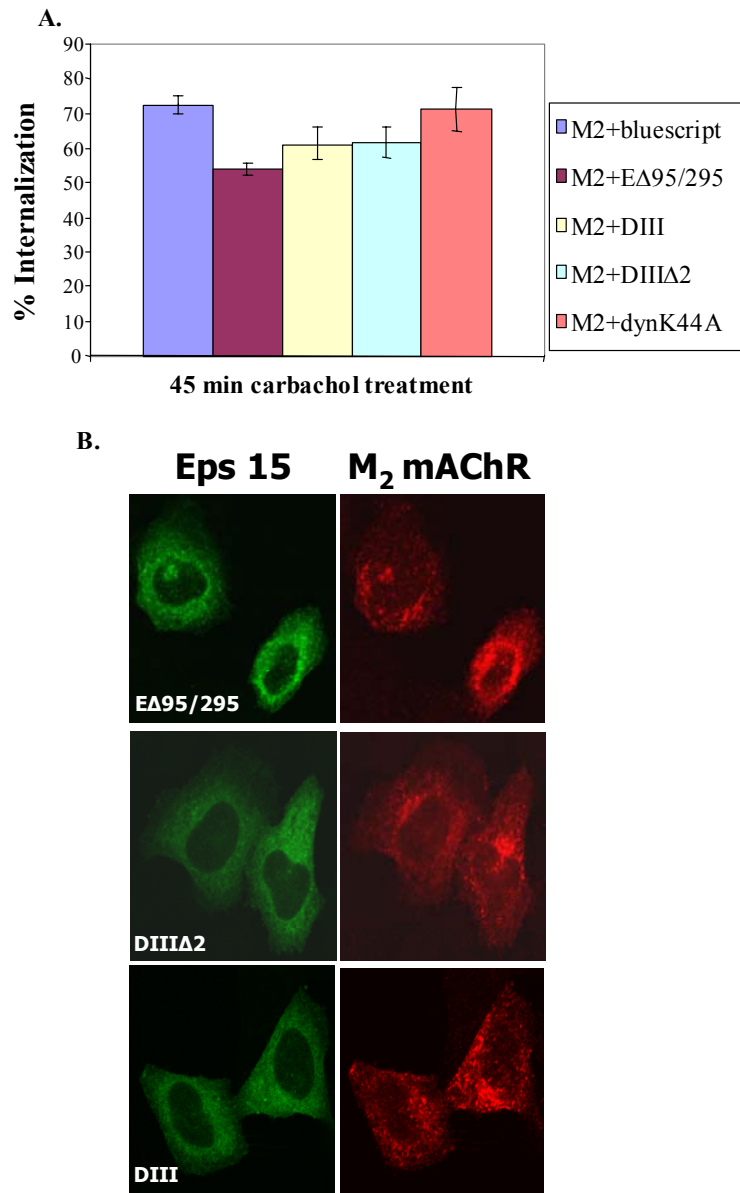 A.
90
80
70
60
50
40
30
20
10
0
% Internalization
45 min carbachol treatment
M2+bluescript
M2+EΔ95/295
M2+DIII
M2+DIIIΔ2
M2+dynK44A
B.
Eps 15 M₂ mAChR
EΔ95/295
DIIIΔ2
DIII